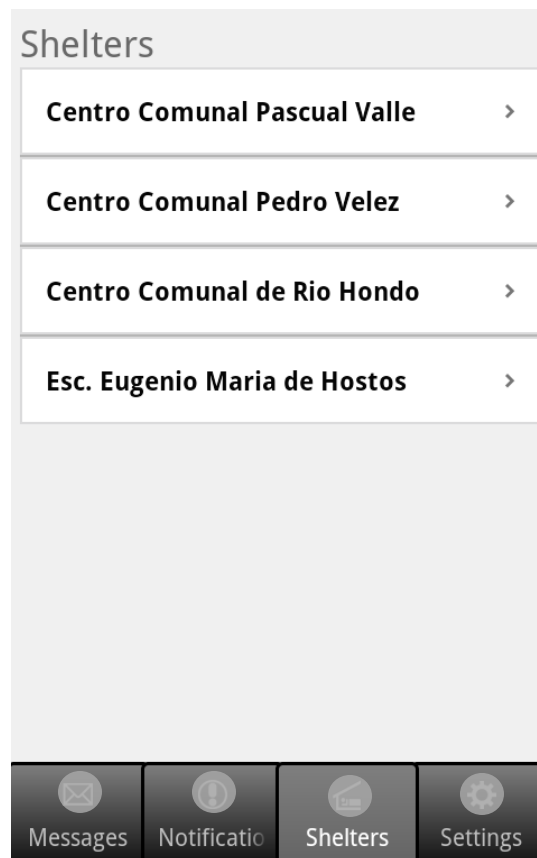 Shelters
Centro Comunal Pascual Valle
Centro Comunal Pedro Velez
Centro Comunal de Rio Hondo
Esc. Eugenio Maria de Hostos
Messages
Notificatio
Shelters
Settings